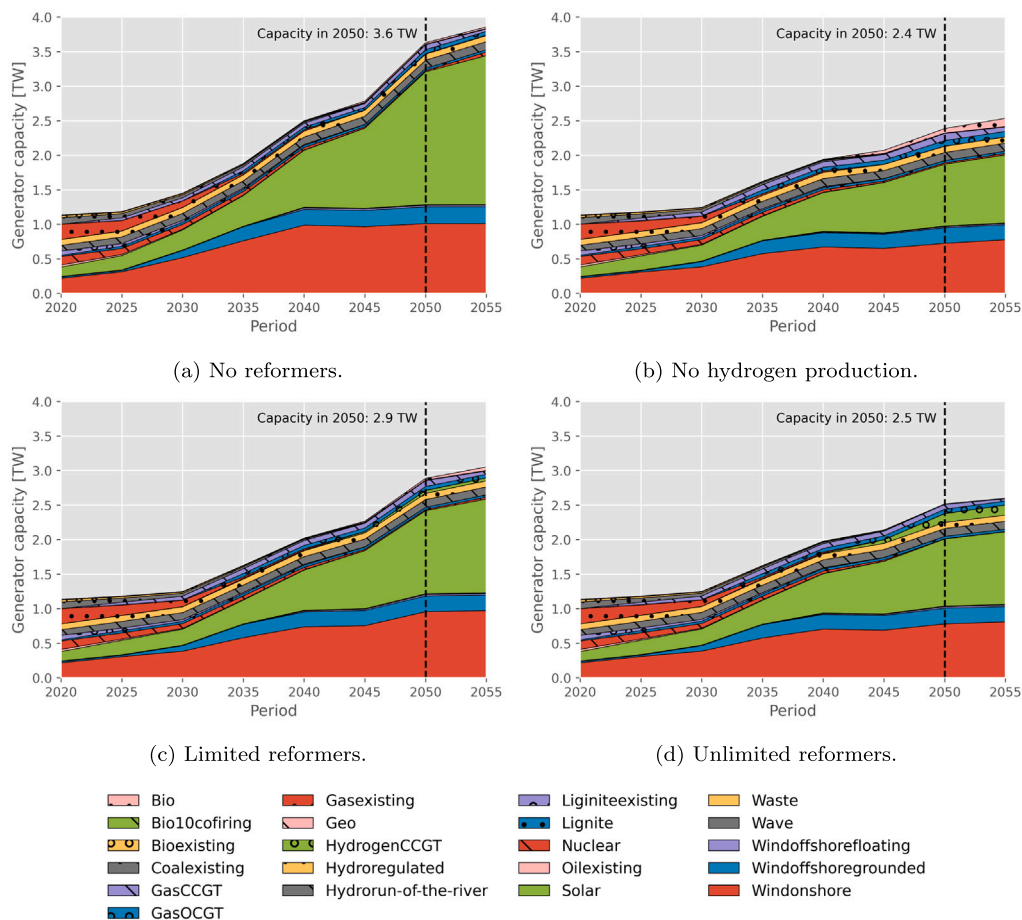 Capacity in 2050: 3.6 TW
Generator capacity [TW]
4.0
3.5
3.0
2.5
2.0
1.5
1.0
0.5
0.0
2020 2025 2030 2035 2040 2045 2050 2055
Period
(a) No reformers.
Capacity in 2050: 2.4 TW
Generator capacity [TW]
4.0
3.5
3.0
2.5
2.0
1.5
1.0
0.5
0.0
2020 2025 2030 2035 2040 2045 2050 2055
Period
(b) No hydrogen production.
Capacity in 2050: 2.9 TW
Generator capacity [TW]
4.0
3.5
3.0
2.5
2.0
1.5
1.0
0.5
0.0
2020 2025 2030 2035 2040 2045 2050 2055
Period
(c) Limited reformers.
Capacity in 2050: 2.5 TW
Generator capacity [TW]
4.0
3.5
3.0
2.5
2.0
1.5
1.0
0.5
0.0
2020 2025 2030 2035 2040 2045 2050 2055
Period
(d) Unlimited reformers.
Bio
Bio10cofiring
Bioexisting
Coalexisting
GasCCGT
GasOCGT
Gasexisting
Geo
HydrogenCCGT
Hydroregulated
Hydrorun-of-the-river
Liginiteexisting
Lignite
Nuclear
Oilexisting
Solar
Waste
Wave
Windoffshorefloating
Windoffshoregrounded
Windonshore